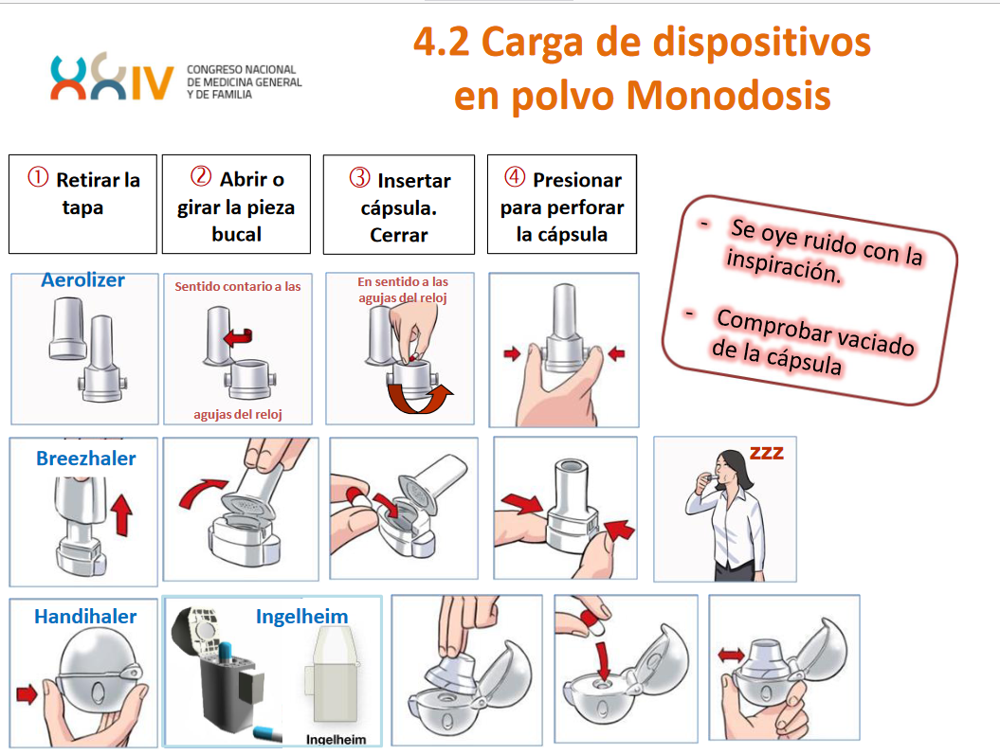 4.2 Carga de dispositivos
en polvo Monodosis
XXIV
CONGRESO NACIONAL
DE MEDICINA GENERAL
Y DE FAMILIA
① Retirar la
tapa
② Abrir o
girar la pieza
bucal
③ Insertar
cápsula.
Cerrar
④ Presionar
para perforar
la cápsula
- Se oye ruido con la
inspiración.
- Comprobar vaciado
de la cápsula
Aerolizer
Sentido contario a las
agujas del reloj
En sentido a las
agujas del reloj
Breezhaler
zzz
Handihaler
Ingelheim
Ingelheim